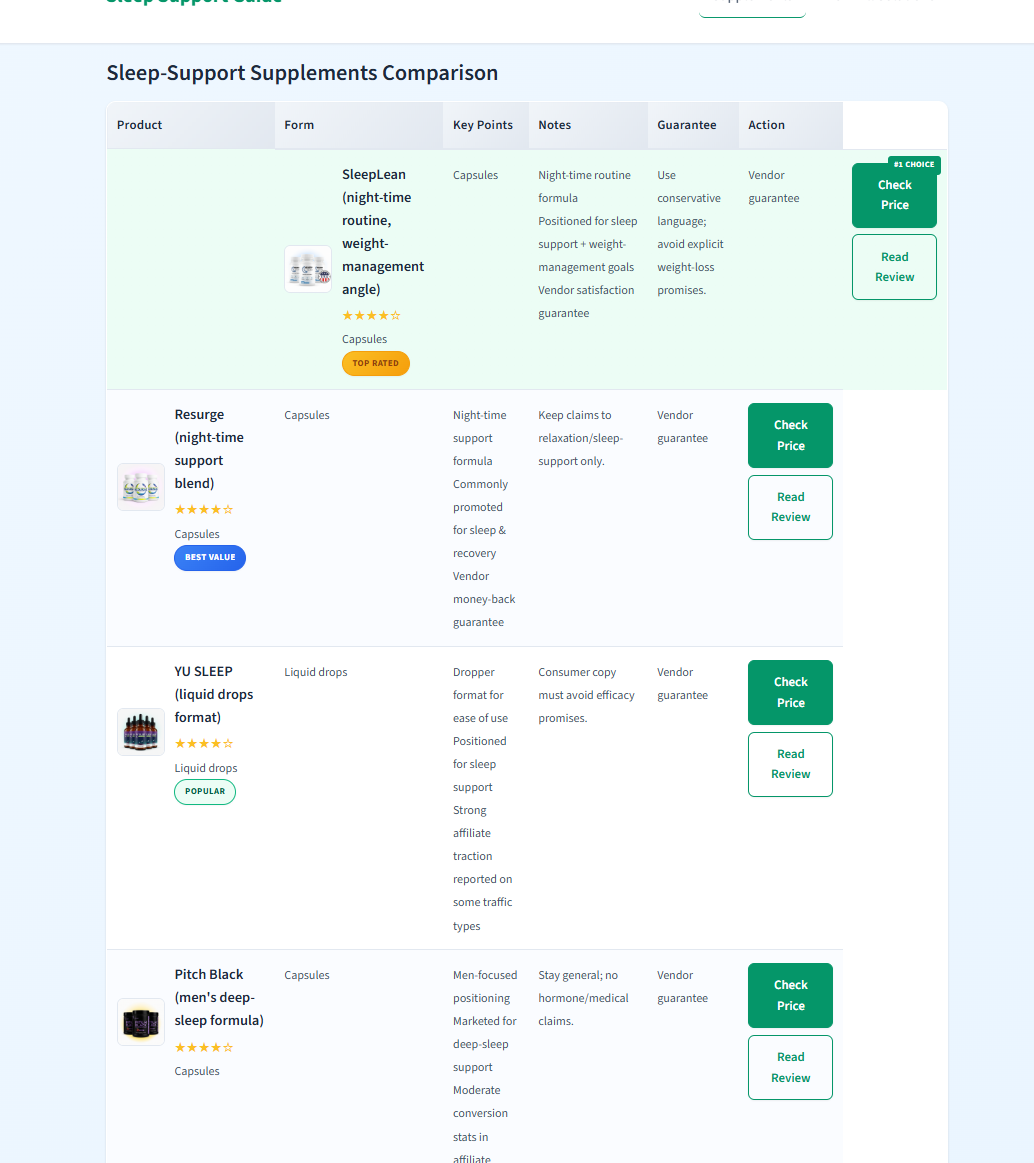 Sleep-Support Supplements Comparison
Product
Form
Key Points
Notes
Guarantee
Action
SleepLean
(night-time
routine,
weight-
management
angle)
★★★★☆
Capsules
TOP RATED
Capsules
Night-time routine
formula
Positioned for sleep
support + weight-
management goals
Vendor satisfaction
guarantee
Use
conservative
language;
avoid explicit
weight-loss
promises.
Vendor
guarantee
#1 CHOICE
Check
Price
Read
Review
Resurge
(night-time
support
blend)
★★★★☆
Capsules
BEST VALUE
Capsules
Night-time
support
formula
Commonly
promoted
for sleep &
recovery
Vendor
money-back
guarantee
Keep claims to
relaxation/sleep-
support only.
Vendor
guarantee
Check
Price
Read
Review
YU SLEEP
(liquid drops
format)
★★★★☆
Liquid drops
POPULAR
Liquid drops
Dropper
format for
ease of use
Positioned
for sleep
support
Strong
affiliate
traction
reported on
some traffic
types
Consumer copy
must avoid efficacy
promises.
Vendor
guarantee
Check
Price
Read
Review
Pitch Black
(men's deep-
sleep formula)
★★★★☆
Capsules
Capsules
Men-focused
positioning
Marketed for
deep-sleep
support
Moderate
conversion
stats in
affiliate
Stay general; no
hormone/medical
claims.
Vendor
guarantee
Check
Price
Read
Review